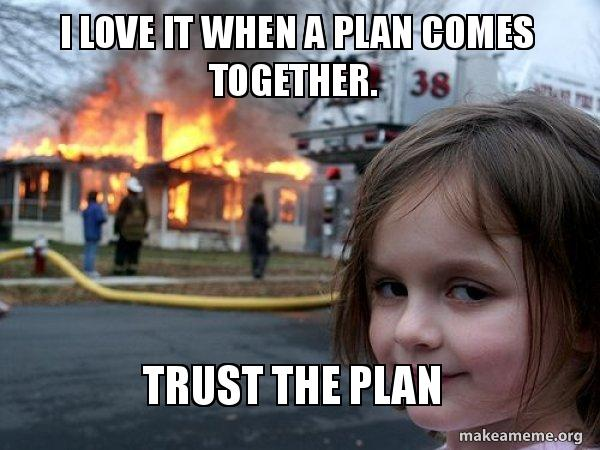 I LOVE IT WHEN A PLAN COMES
TOGETHER.
38
TRUST THE PLAN
makeameme.org